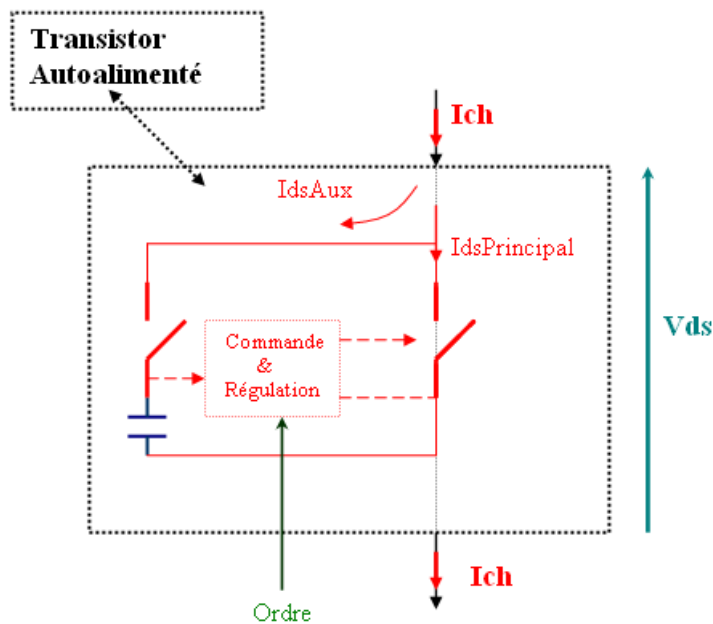 Transistor
Autoalimenté
Ich
IdsAux
IdsPrincipal
Vds
Commande
&
Régulation
Ich
Ordre